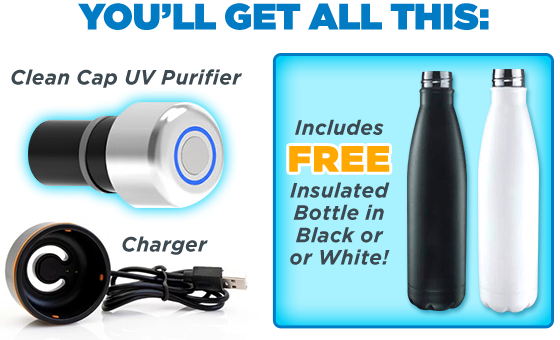 YOU'LL GET ALL THIS:
Clean Cap UV Purifier
Charger
Includes
FREE
Insulated
Bottle in
Black or
or White!